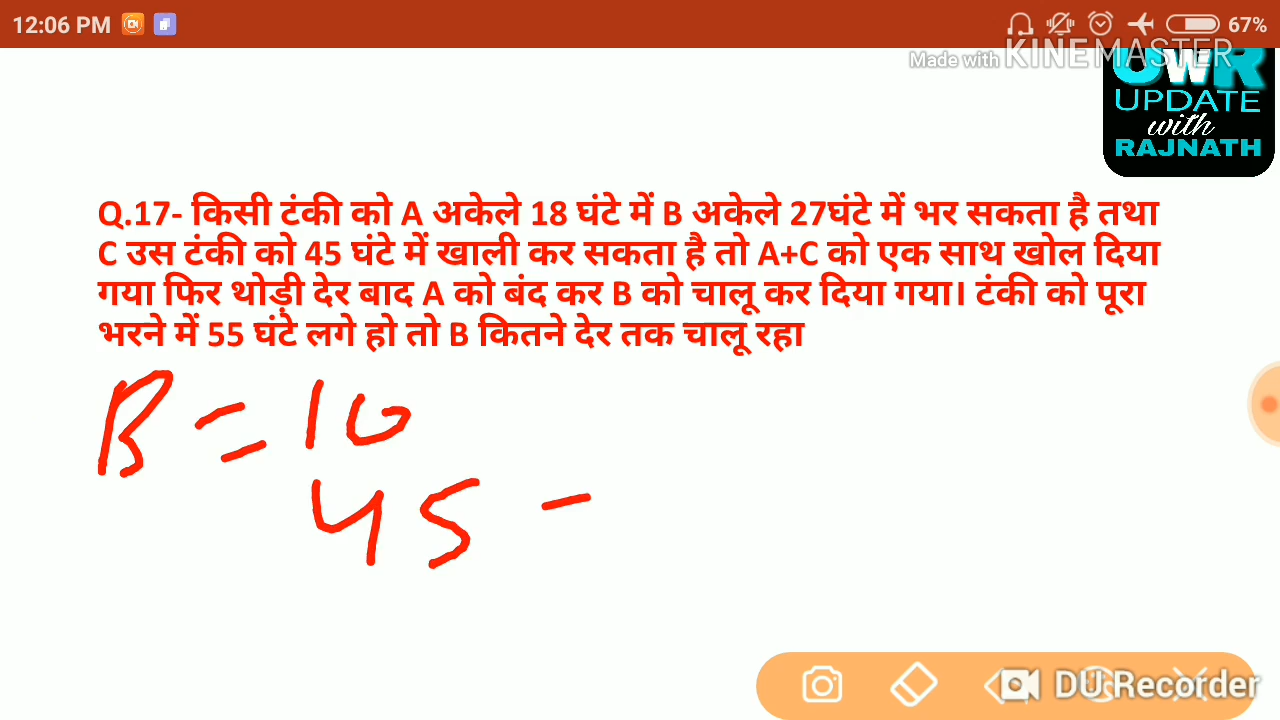 12:06 PM
67%
Made with KINEMASTER
UWR
UPDATE
with
RAJNATH
Q.17- किसी टंकी को A अकेले 18 घंटे में B अकेले 27घंटे में भर सकता है तथा
C उस टंकी को 45 घंटे में खाली कर सकता है तो A+C को एक साथ खोल दिया
गया फिर थोड़ी देर बाद A को बंद कर B को चालू कर दिया गया। टंकी को पूरा
भरने में 55 घंटे लगे हो तो B कितने देर तक चालू रहा
B = 10
45 -
DU Recorder